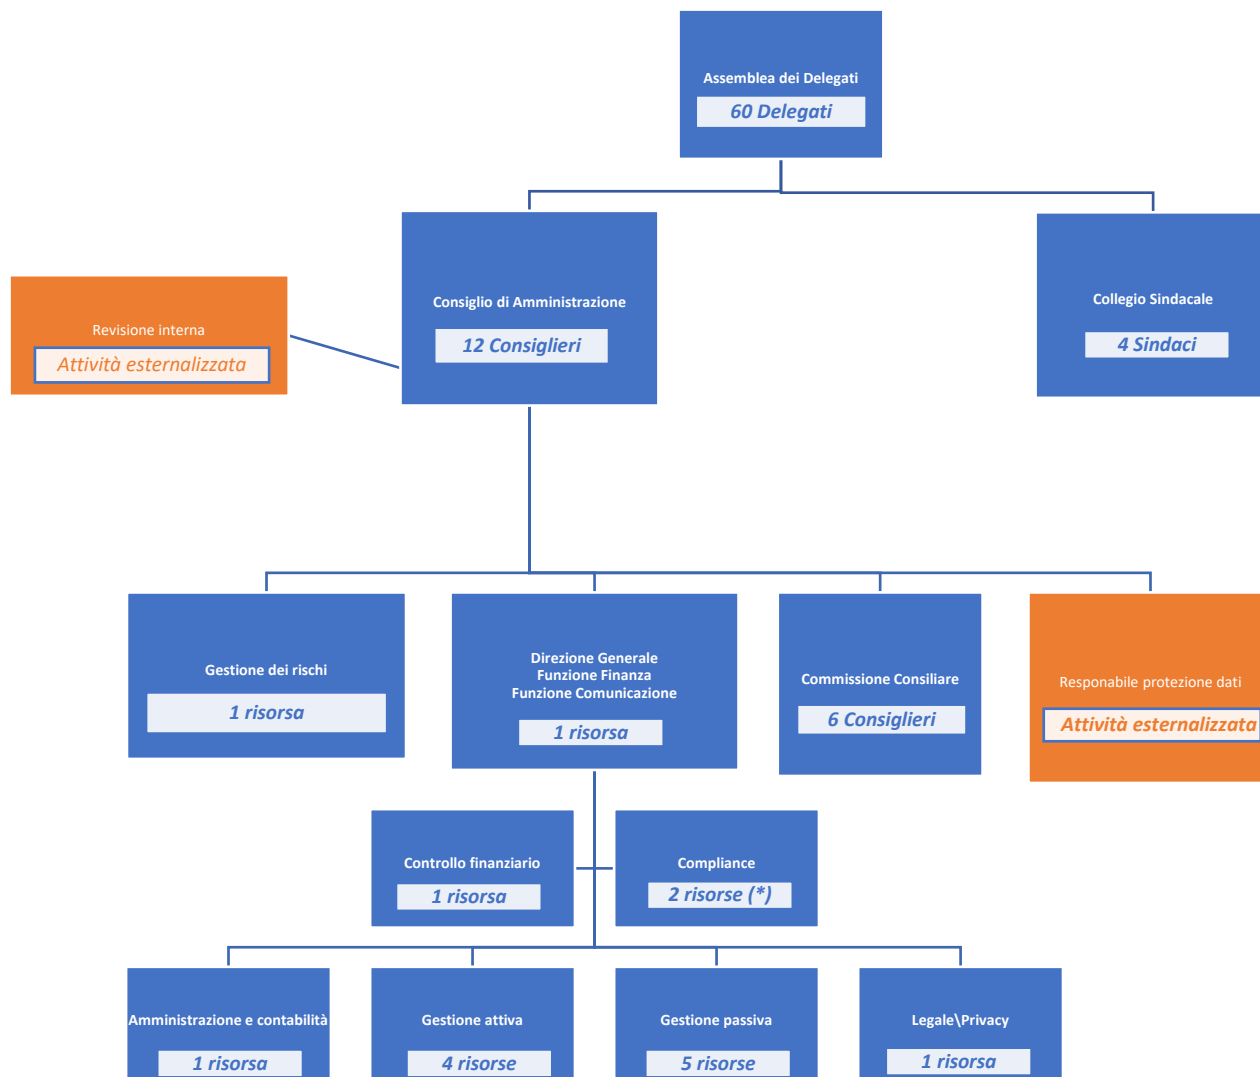 Assemblea dei Delegati
60 Delegati
Consiglio di Amministrazione
12 Consiglieri
Collegio Sindacale
4 Sindaci
Revisione interna
Attività esternalizzata
Gestione dei rischi
1 risorsa
Direzione Generale
Funzione Finanza
Funzione Comunicazione
1 risorsa
Commissione Consiliare
6 Consiglieri
Responabile protezione dati
Attività esternalizzata
Controllo finanziario
1 risorsa
Compliance
2 risorse (*)
Amministrazione e contabilità
1 risorsa
Gestione attiva
4 risorse
Gestione passiva
5 risorse
Legale\Privacy
1 risorsa